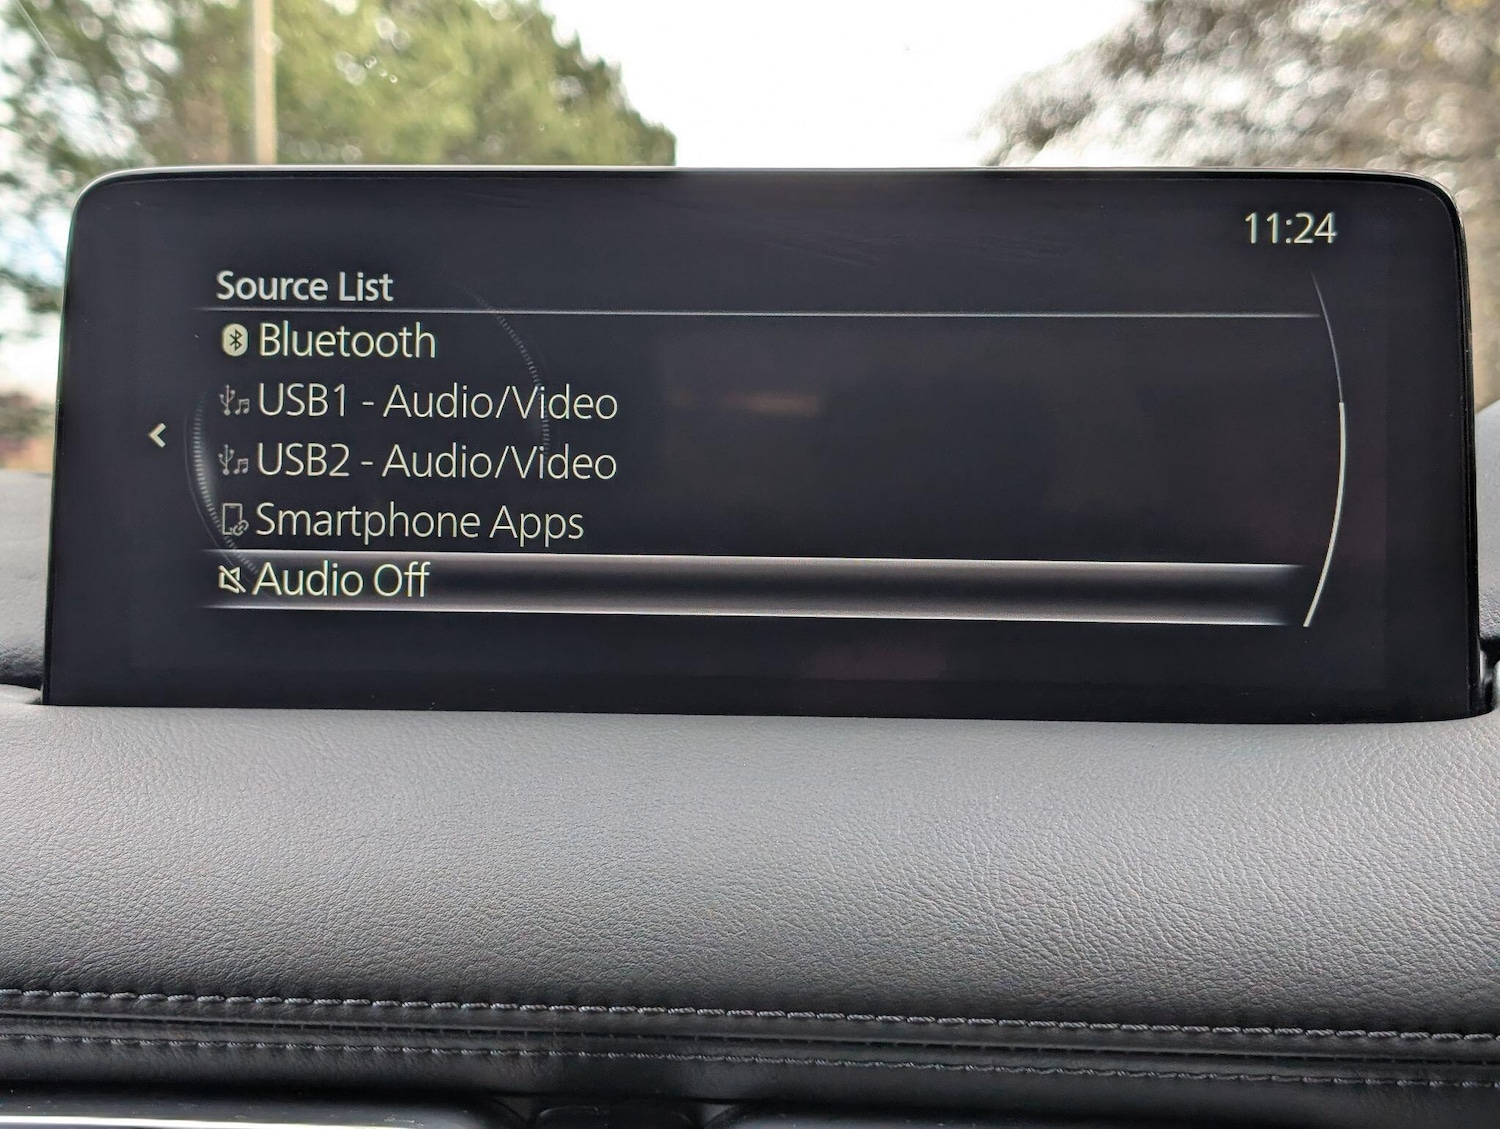 11:24
Source List
Bluetooth
USB1 - Audio/Video
USB2 - Audio/Video
Smartphone Apps
Audio Off